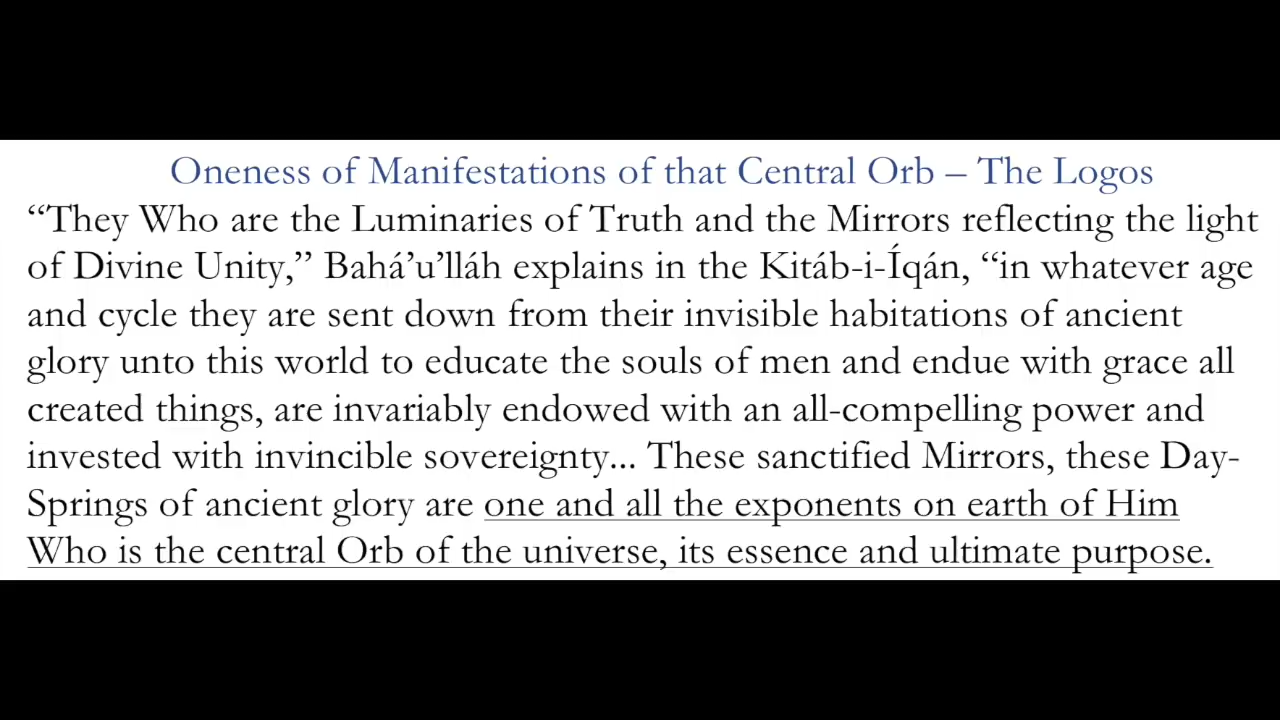 Oneness of Manifestations of that Central Orb – The Logos
“They Who are the Luminaries of Truth and the Mirrors reflecting the light
of Divine Unity,” Bahá’u’lláh explains in the Kitáb-i-Íqán, “in whatever age
and cycle they are sent down from their invisible habitations of ancient
glory unto this world to educate the souls of men and endue with grace all
created things, are invariably endowed with an all-compelling power and
invested with invincible sovereignty... These sanctified Mirrors, these Day-
Springs of ancient glory are one and all the exponents on earth of Him
Who is the central Orb of the universe, its essence and ultimate purpose.